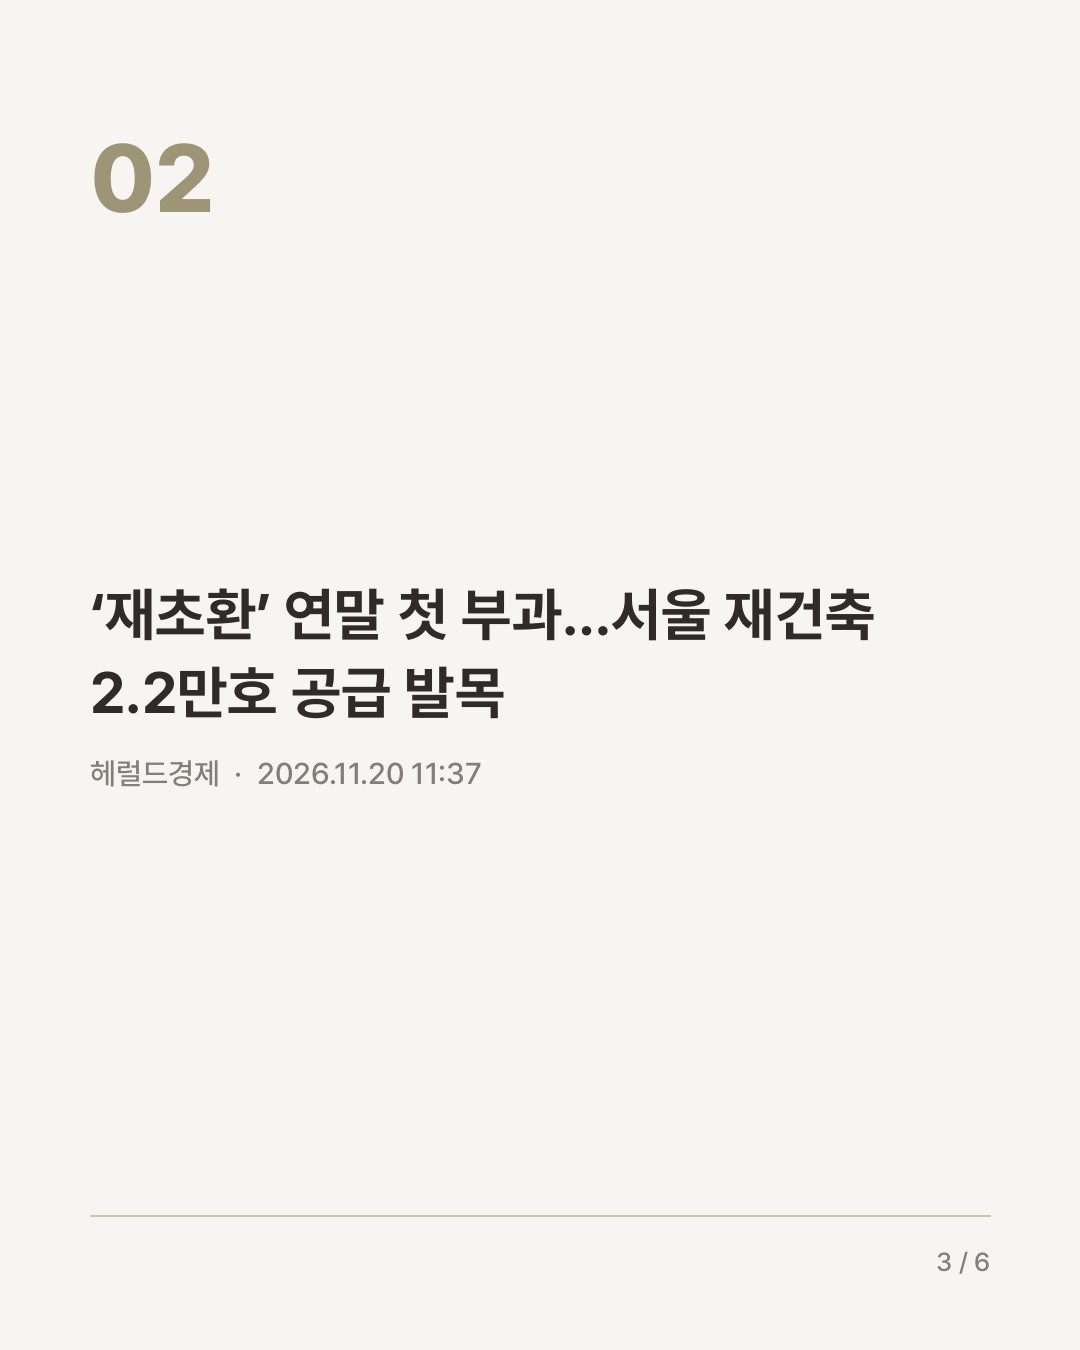 02
‘재초환’ 연말 첫 부과…서울 재건축
2.2만호 공급 발목
헤럴드경제 · 2026.11.20 11:37
3 / 6